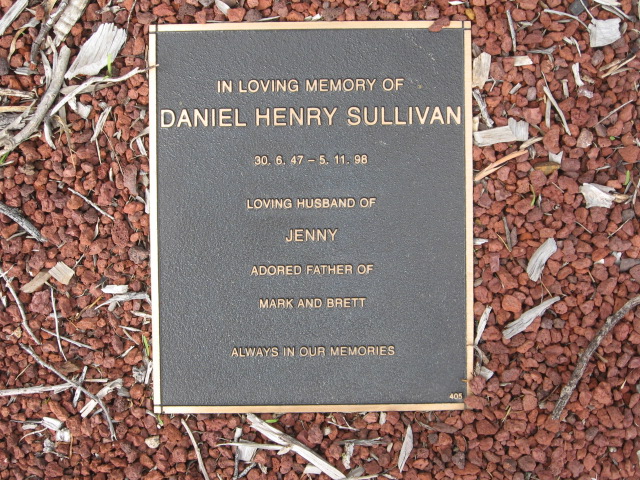 IN LOVING MEMORY OF
DANIEL HENRY SULLIVAN
30. 6. 47 – 5. 11. 98
LOVING HUSBAND OF
JENNY
ADORED FATHER OF
MARK AND BRETT
ALWAYS IN OUR MEMORIES
405